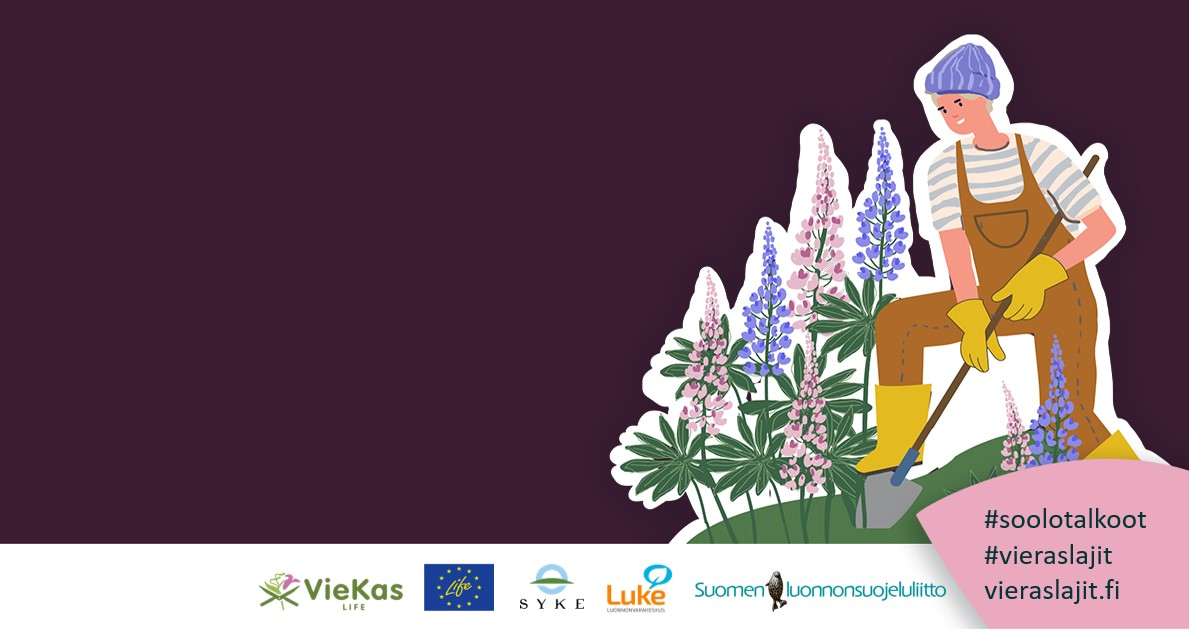 #soolotalkoot
#vieraslajit
vieraslajit.fi
VieKas
LIFE
Life
SYKE
Luke
LUONNONVARAKESKUS
Suomen luonnonsuojeluliitto